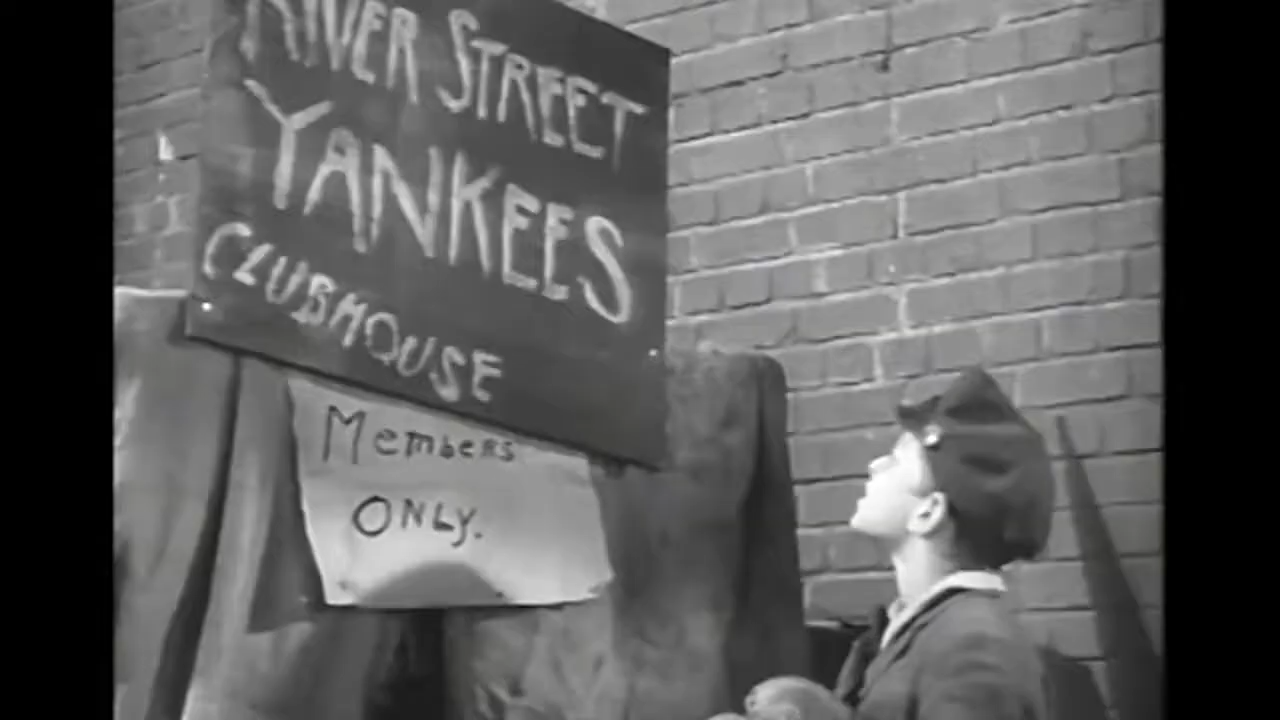 RIVER STREET
YANKEES
CLUBHOUSE
MEMBERS
ONLY.